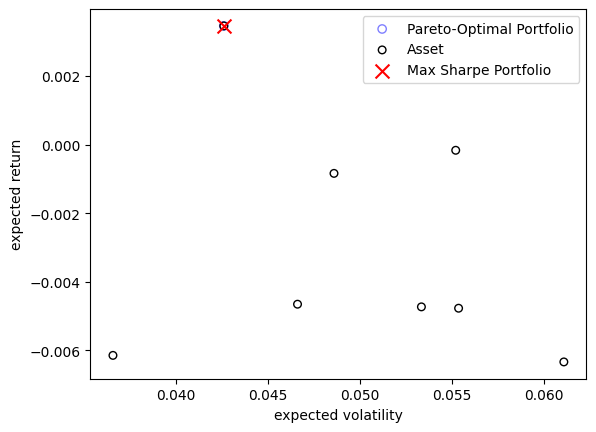 Pareto-Optimal Portfolio
Asset
Max Sharpe Portfolio
expected return
0.002
0.000
−0.002
−0.004
−0.006
0.040 0.045 0.050 0.055 0.060
expected volatility